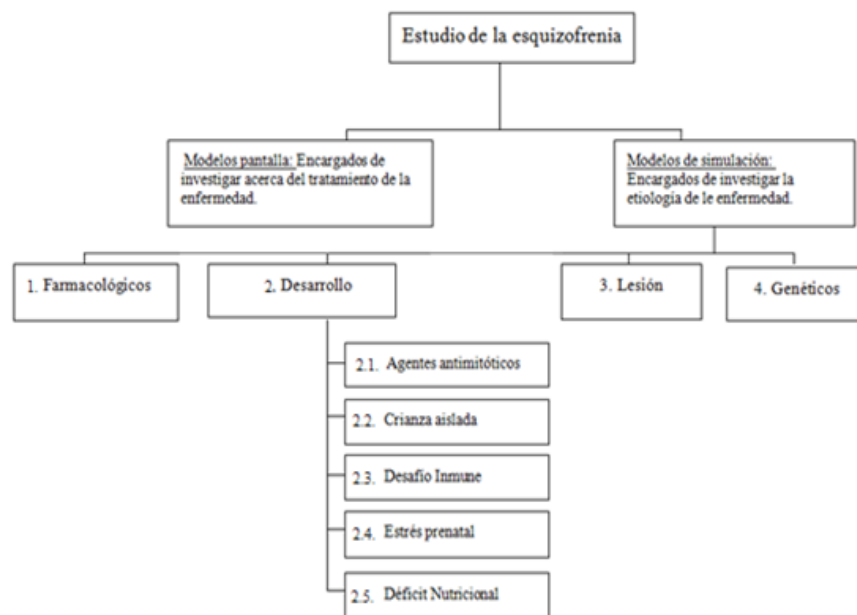 Estudio de la esquizofrenia
Modelos pantalla: Encargados de
investigar acerca del tratamiento de la
enfermedad.
Modelos de simulación:
Encargados de investigar la
etiología de le enfermedad.
1. Farmacológicos
2. Desarrollo
3. Lesión
4. Genéticos
2.1. Agentes antimitóticos
2.2. Crianza aislada
2.3. Desafío Inmune
2.4. Estrés prenatal
2.5. Déficit Nutricional